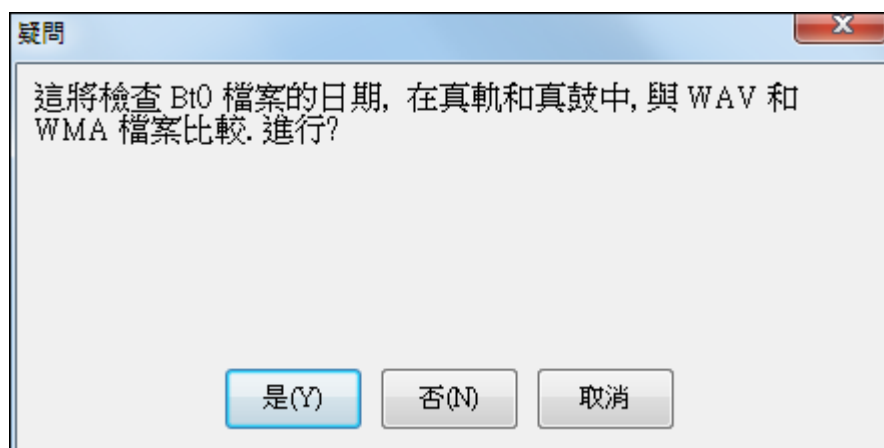 疑問
這將檢查 Bt0 檔案的日期, 在真軌和真鼓中, 與 WAV 和
WMA 檔案比較. 進行?
是(Y)
否(N)
取消